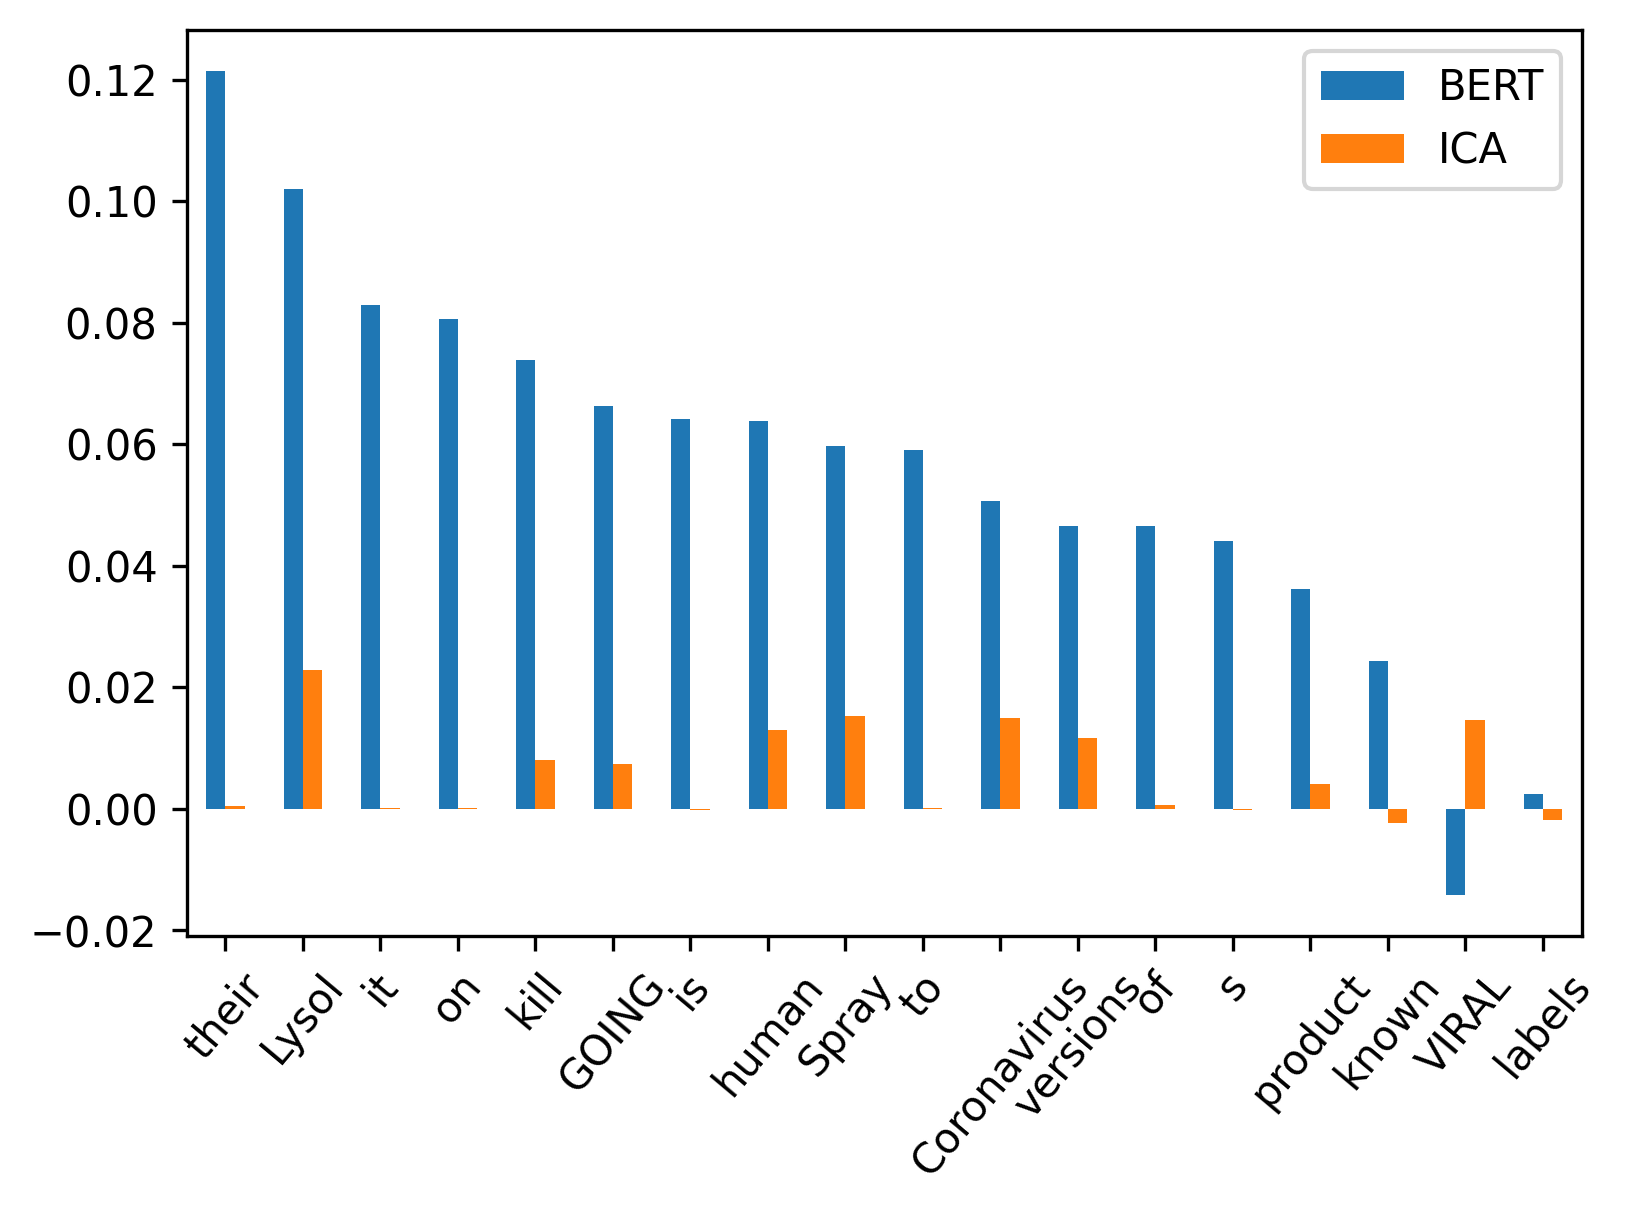 0.12
0.10
0.08
0.06
0.04
0.02
0.00
−0.02
BERT
ICA
their
Lysol
it
on
kill
GOING
is
human
Spray
to
Coronavirus
versions
of
s
product
known
VIRAL
labels